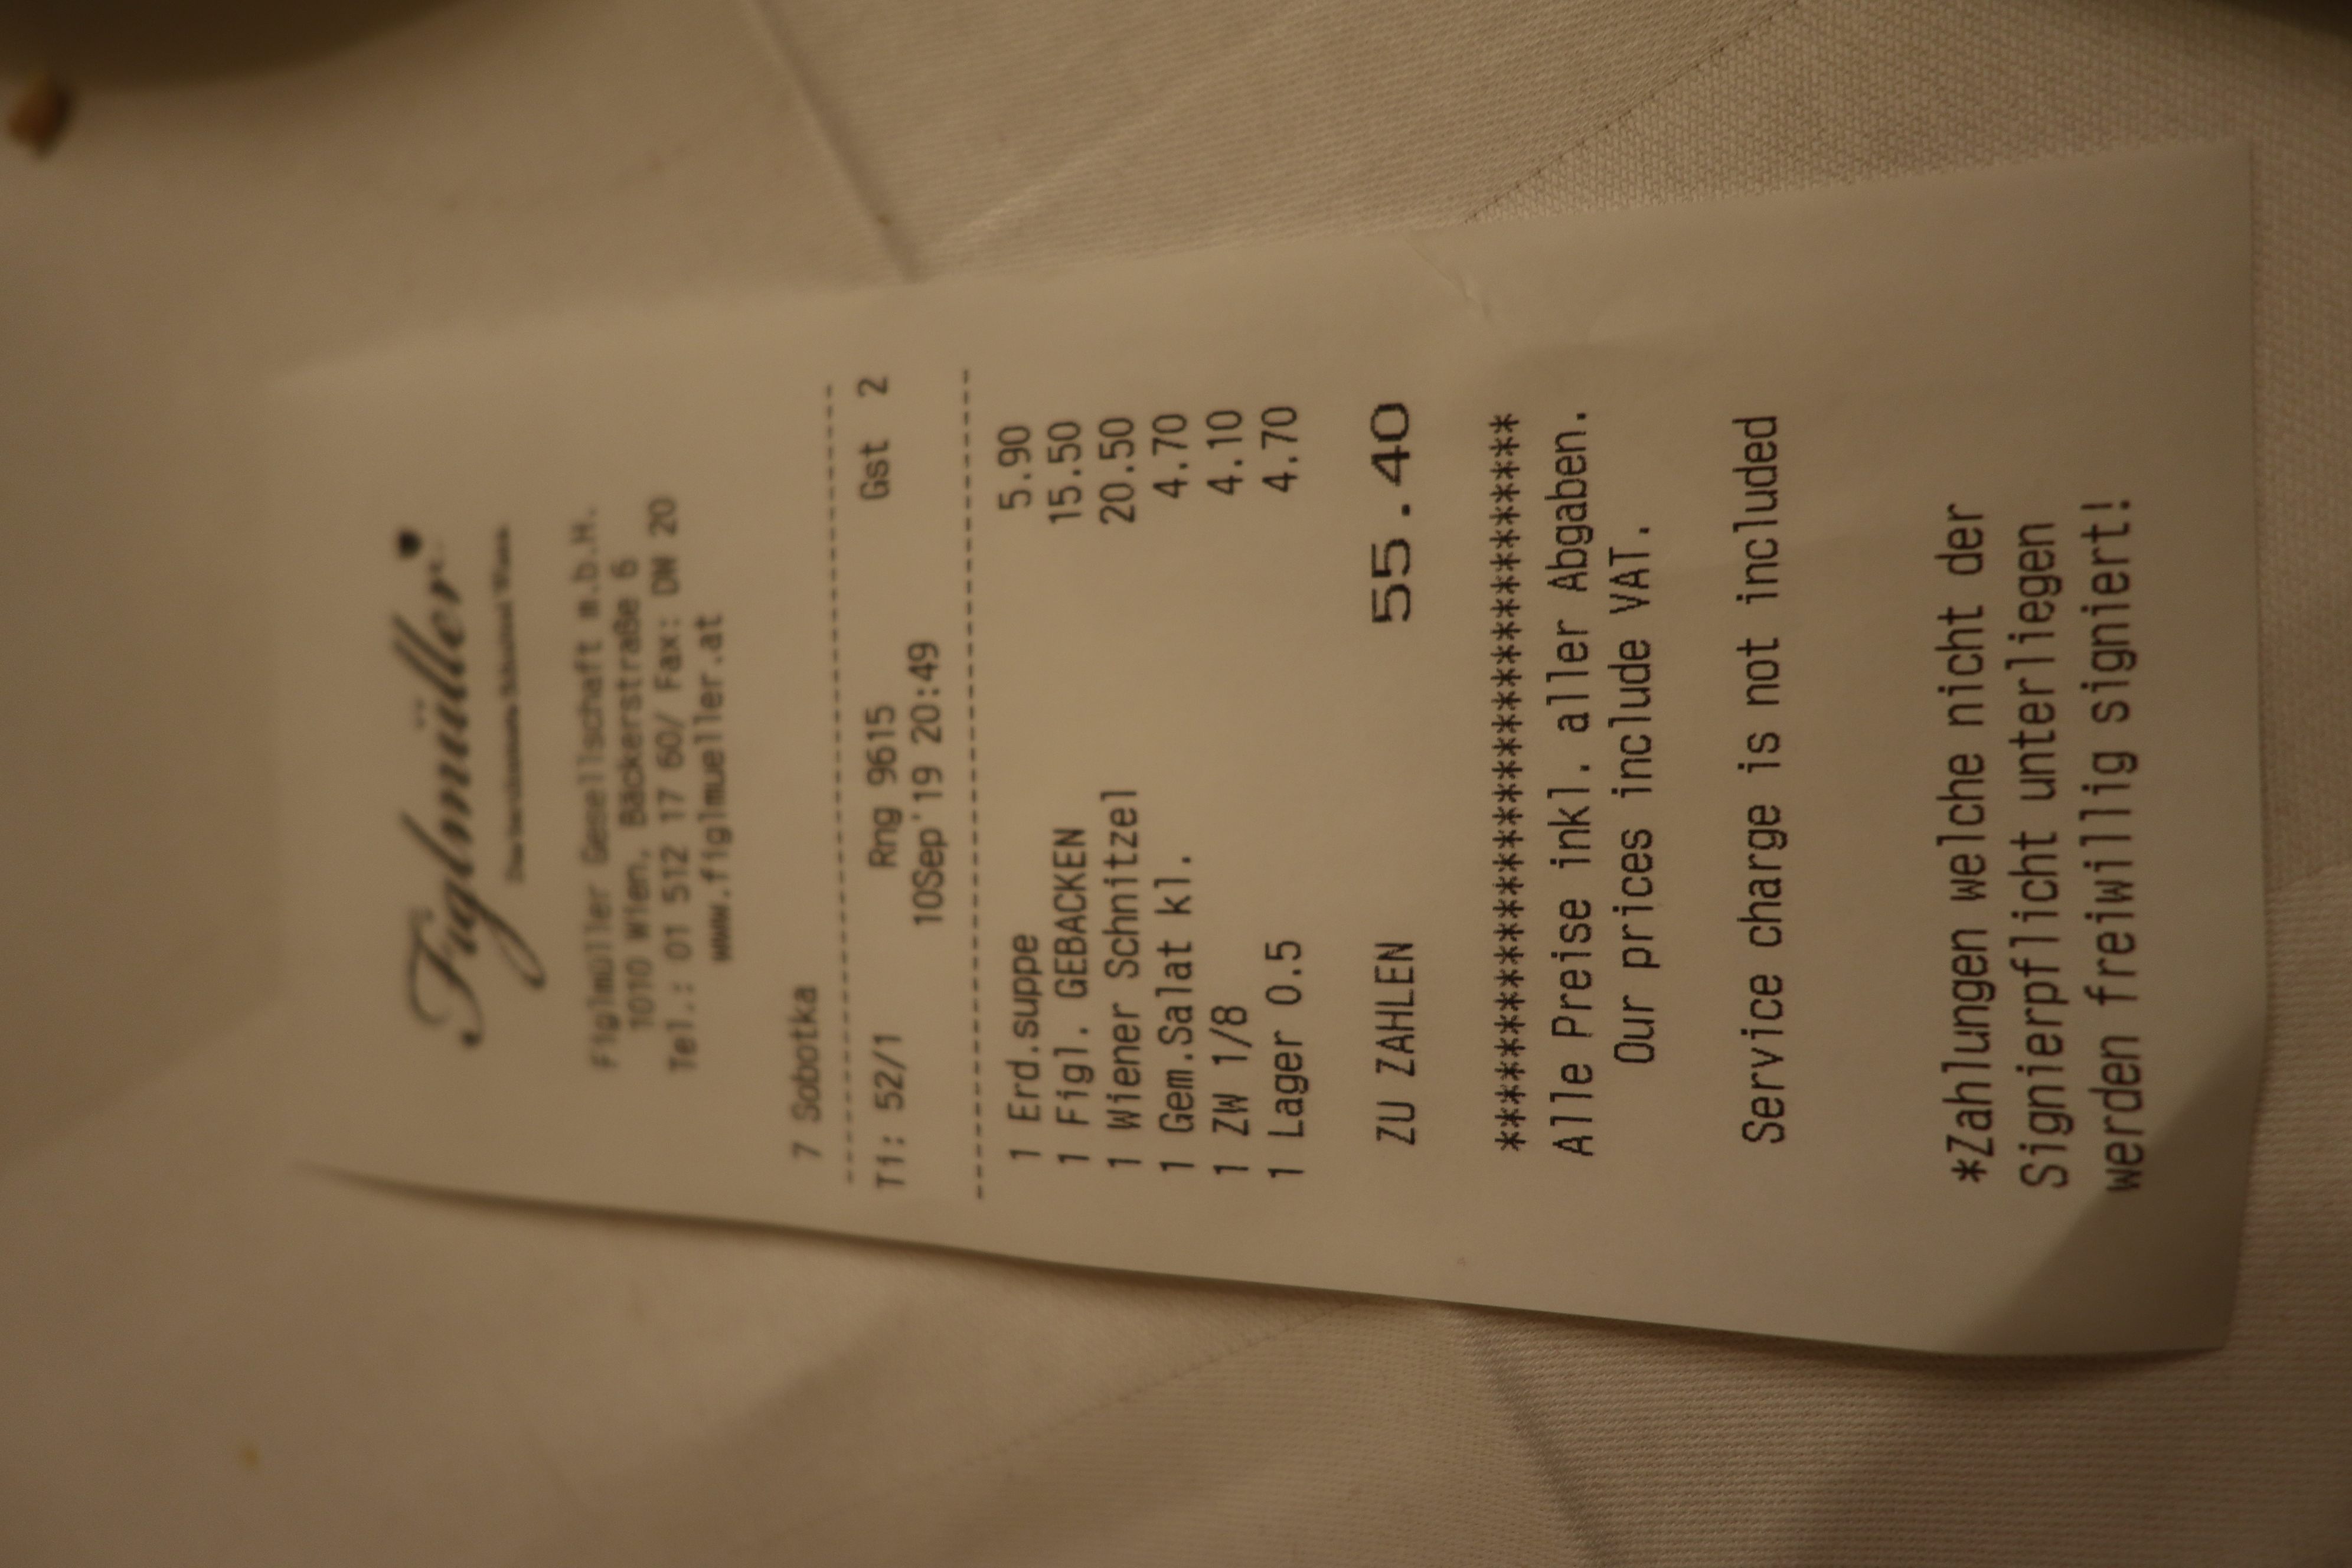 Figlmüller
Figlmüller Gesellschaft m.b.H.
1010 Wien, Bäckerstraße 6
Tel.: 01 512 17 60/ Fax: DW 20
www.figlmueller.at
7 Sobotka
Ti: 52/1 Rng 9615 Gst 2
10Sep'19 20:49
1 Erd.suppe 5.90
1 Figl. GEBACKEN 15.50
1 Wiener Schnitzel 20.50
1 Gem.Salat kl. 4.70
1 ZW 1/8 4.10
1 Lager 0.5 4.70
ZU ZAHLEN 55.40
**********************************
Alle Preise inkl. aller Abgaben.
Our prices include VAT.
Service charge is not included
*Zahlungen welche nicht der
Signierpflicht unterliegen
werden freiwillig signiert!